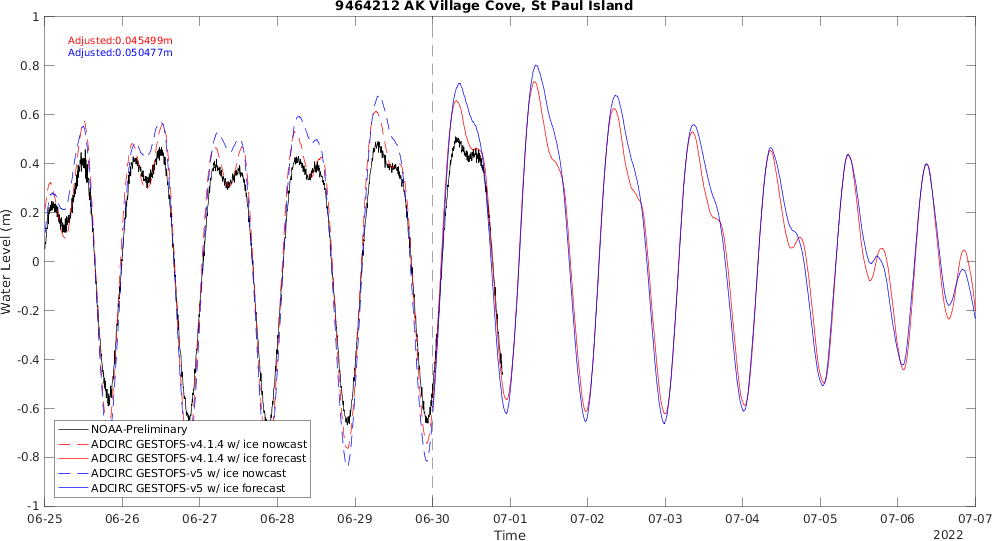 9464212 AK Village Cove, St Paul Island
Adjusted:0.045499m
Adjusted:0.050477m
Water Level (m)
1
0.8
0.6
0.4
0.2
0
-0.2
-0.4
-0.6
-0.8
-1
NOAA-Preliminary
ADCIRC GESTOFS-v4.1.4 w/ ice nowcast
ADCIRC GESTOFS-v4.1.4 w/ ice forecast
ADCIRC GESTOFS-v5 w/ ice nowcast
ADCIRC GESTOFS-v5 w/ ice forecast
06-25 06-26 06-27 06-28 06-29 06-30 07-01 07-02 07-03 07-04 07-05 07-06 07-07
Time
2022